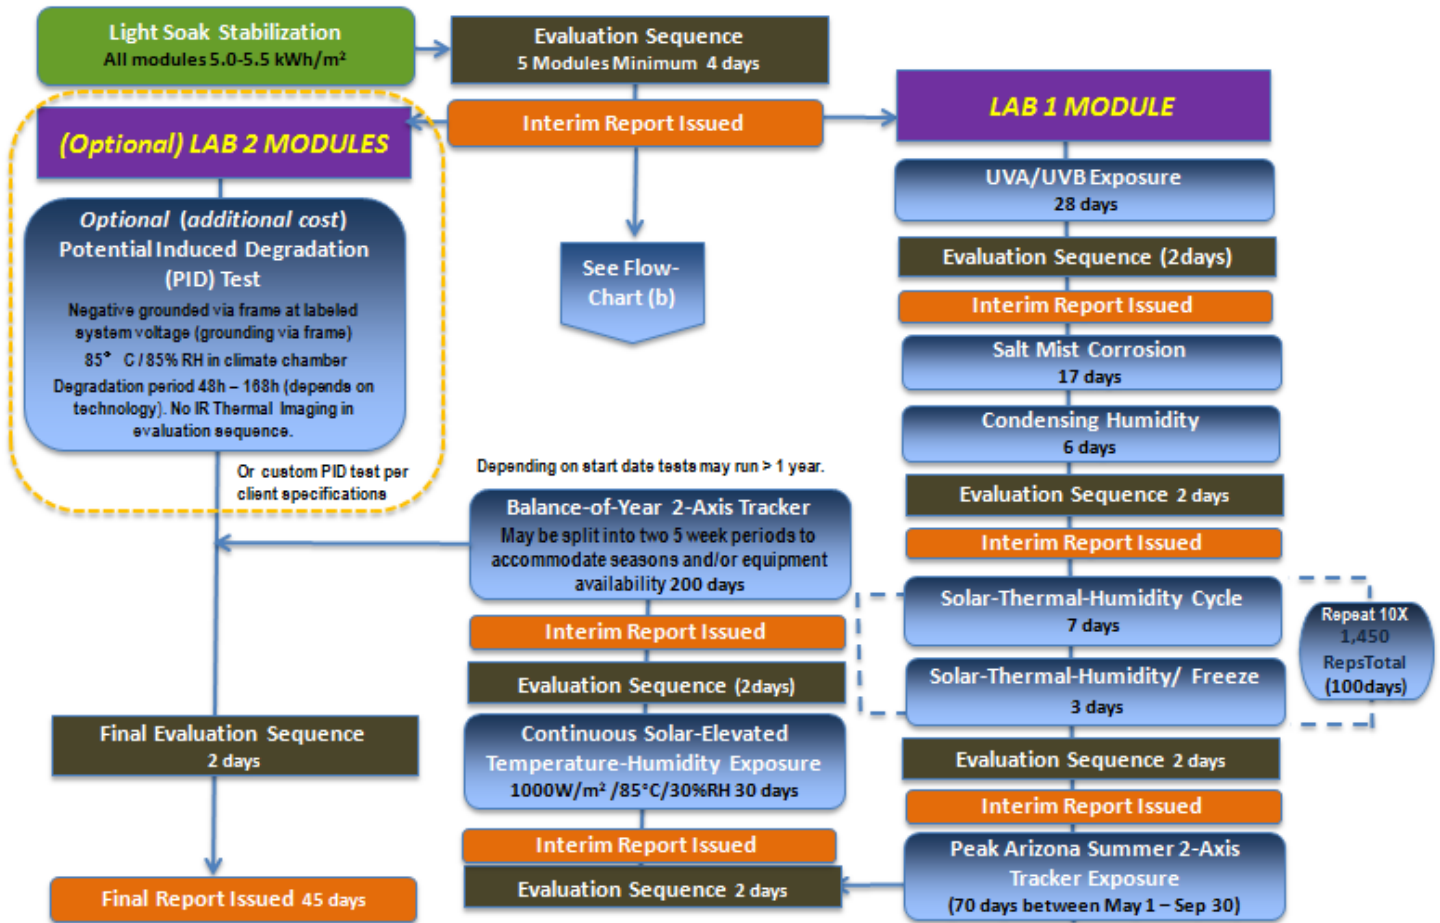 Light Soak Stabilization
All modules 5.0-5.5 kWh/m²
Evaluation Sequence
5 Modules Minimum 4 days
Interim Report Issued
(Optional) LAB 2 MODULES
Optional (additional cost)
Potential Induced Degradation
(PID) Test
Negative grounded via frame at labeled
system voltage (grounding via frame)
85° C / 85% RH in climate chamber
Degradation period 48h – 168h (depends on
technology). No IR Thermal Imaging in
evaluation sequence.
Or custom PID test per
client specifications
See Flow-
Chart (b)
LAB 1 MODULE
UVA/UVB Exposure
28 days
Evaluation Sequence (2days)
Interim Report Issued
Salt Mist Corrosion
17 days
Condensing Humidity
6 days
Evaluation Sequence 2 days
Interim Report Issued
Solar-Thermal-Humidity Cycle
7 days
Solar-Thermal-Humidity/ Freeze
3 days
Repeat 10X
1,450
RepsTotal
(100days)
Evaluation Sequence 2 days
Interim Report Issued
Peak Arizona Summer 2-Axis
Tracker Exposure
(70 days between May 1 – Sep 30)
Depending on start date tests may run > 1 year.
Balance-of-Year 2-Axis Tracker
May be split into two 5 week periods to
accommodate seasons and/or equipment
availability 200 days
Interim Report Issued
Evaluation Sequence (2days)
Continuous Solar-Elevated
Temperature-Humidity Exposure
1000W/m² /85°C/30%RH 30 days
Interim Report Issued
Evaluation Sequence 2 days
Final Evaluation Sequence
2 days
Final Report Issued 45 days